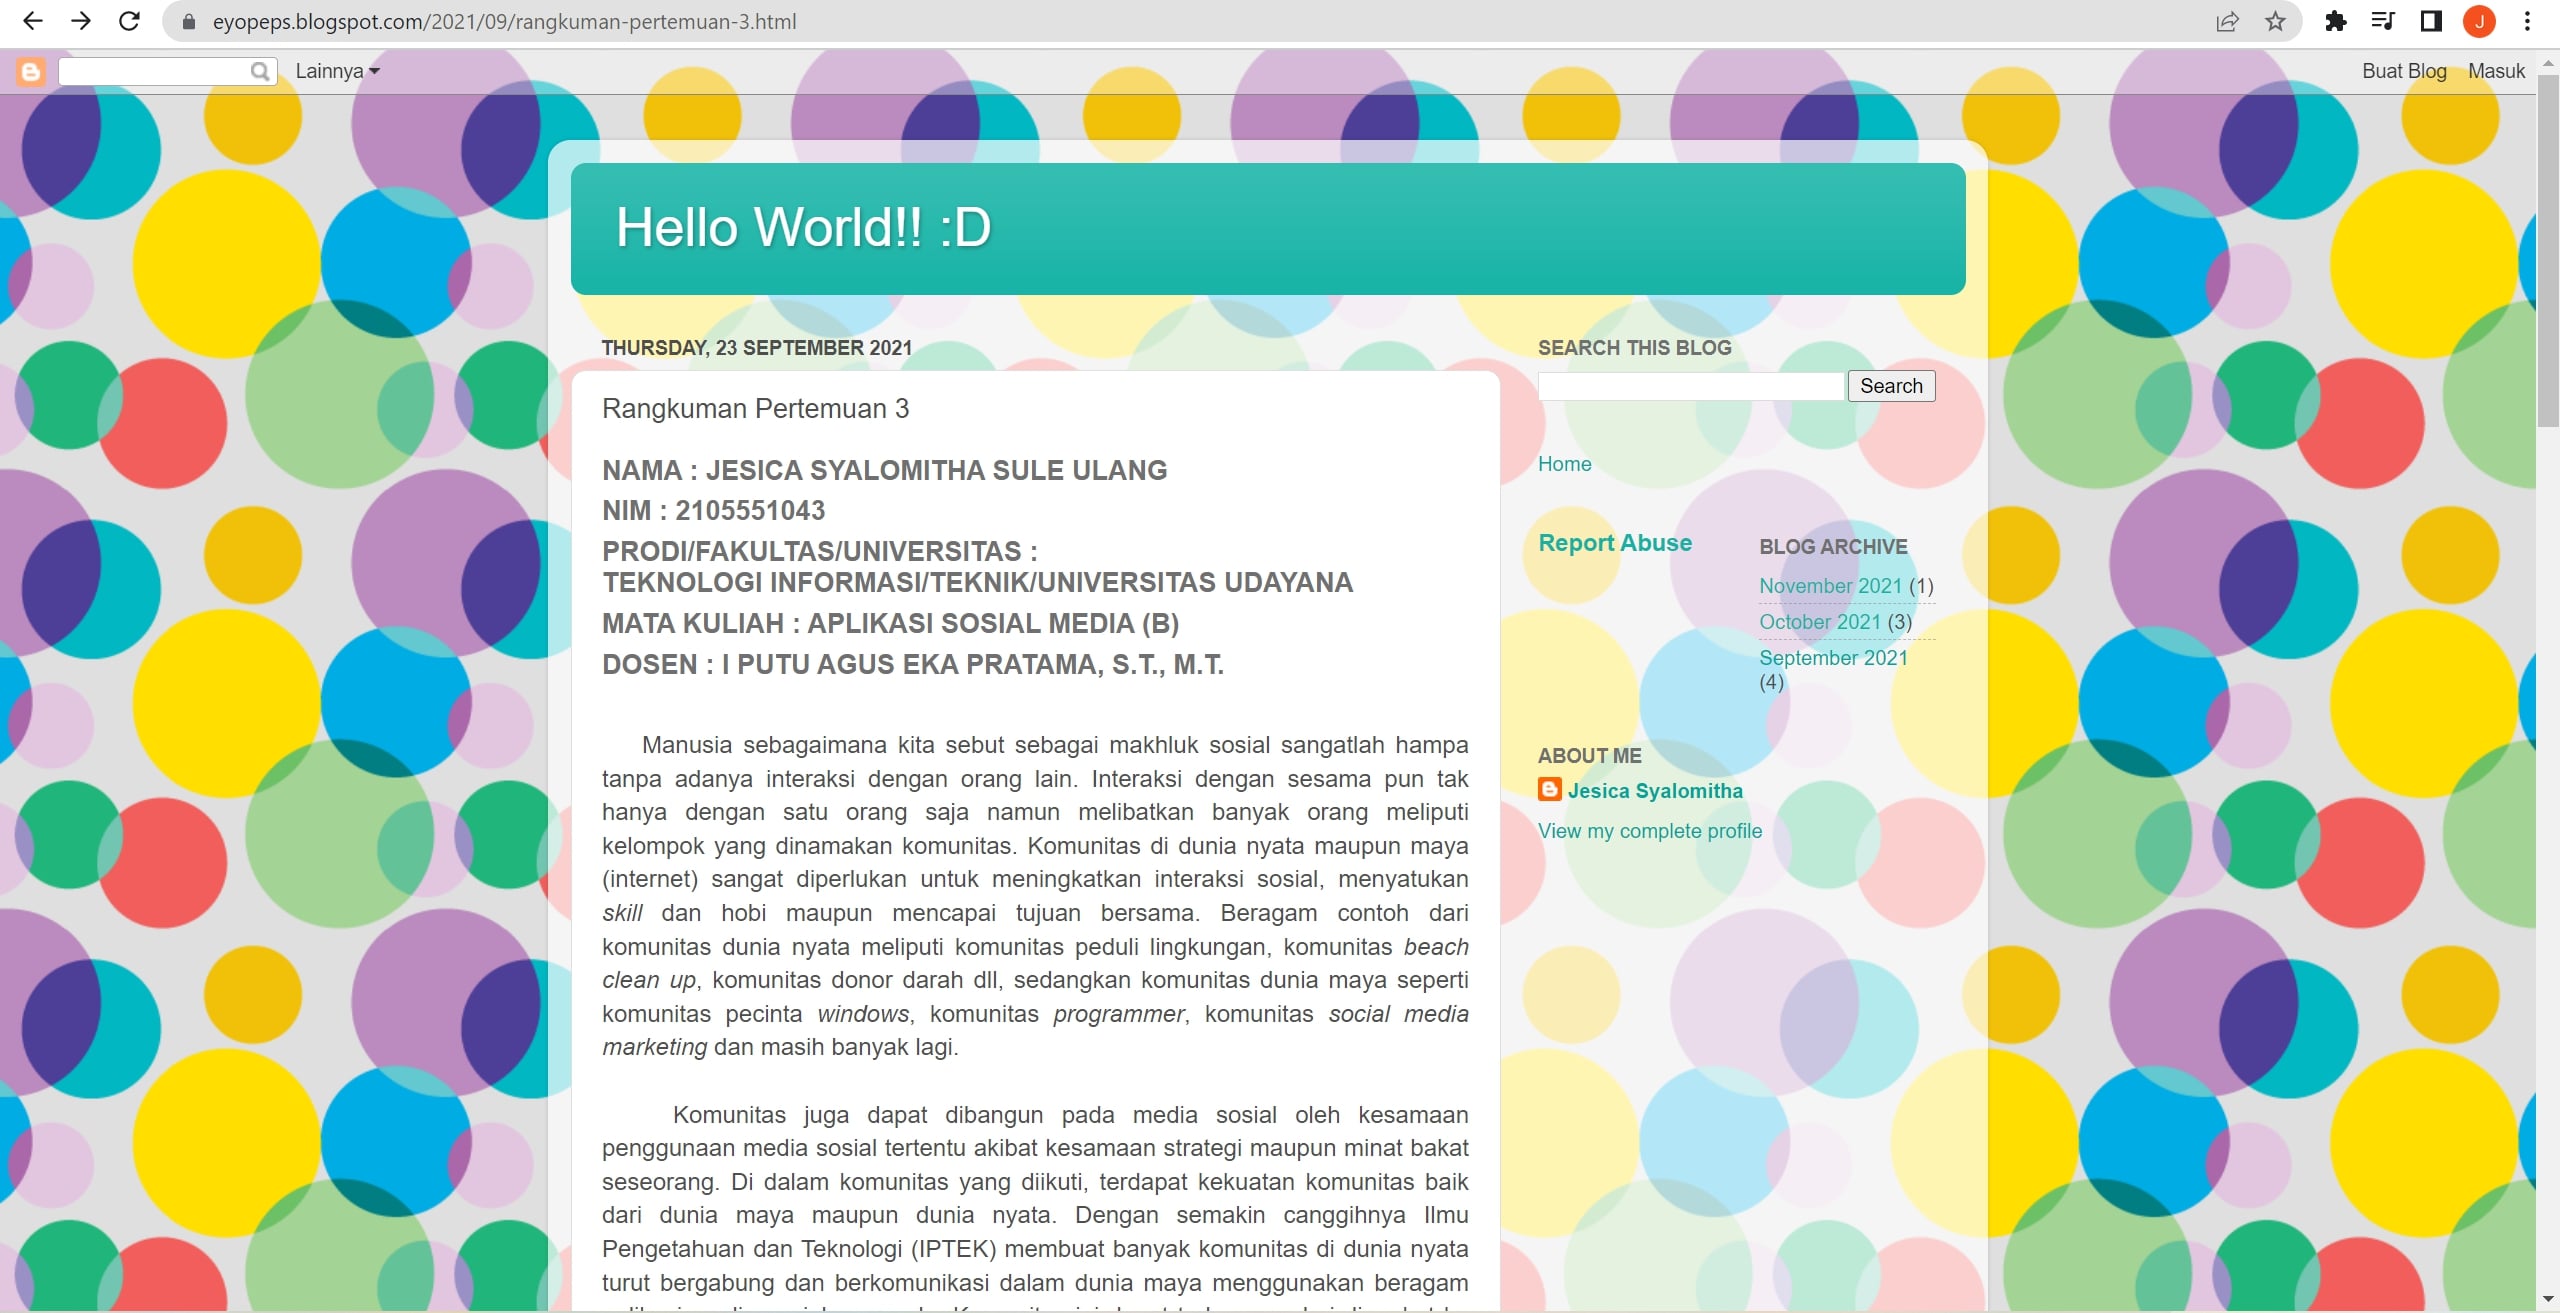 eyopeps.blogspot.com/2021/09/rangkuman-pertemuan-3.html
J
Lainnya
Buat Blog
Masuk
Hello World!! :D
THURSDAY, 23 SEPTEMBER 2021
Rangkuman Pertemuan 3
NAMA : JESICA SYALOMITHA SULE ULANG
NIM : 2105551043
PRODI/FAKULTAS/UNIVERSITAS :
TEKNOLOGI INFORMASI/TEKNIK/UNIVERSITAS UDAYANA
MATA KULIAH : APLIKASI SOSIAL MEDIA (B)
DOSEN : I PUTU AGUS EKA PRATAMA, S.T., M.T.
Manusia sebagaimana kita sebut sebagai makhluk sosial sangatlah hampa
tanpa adanya interaksi dengan orang lain. Interaksi dengan sesama pun tak
hanya dengan satu orang saja namun melibatkan banyak orang meliputi
kelompok yang dinamakan komunitas. Komunitas di dunia nyata maupun maya
(internet) sangat diperlukan untuk meningkatkan interaksi sosial, menyatukan
skill dan hobi maupun mencapai tujuan bersama. Beragam contoh dari
komunitas dunia nyata meliputi komunitas peduli lingkungan, komunitas beach
clean up, komunitas donor darah dll, sedangkan komunitas dunia maya seperti
komunitas pecinta windows, komunitas programmer, komunitas social media
marketing dan masih banyak lagi.
Komunitas juga dapat dibangun pada media sosial oleh kesamaan
penggunaan media sosial tertentu akibat kesamaan strategi maupun minat bakat
seseorang. Di dalam komunitas yang diikuti, terdapat kekuatan komunitas baik
dari dunia maya maupun dunia nyata. Dengan semakin canggihnya Ilmu
Pengetahuan dan Teknologi (IPTEK) membuat banyak komunitas di dunia nyata
turut bergabung dan berkomunikasi dalam dunia maya menggunakan beragam
SEARCH THIS BLOG
Search
Home
Report Abuse
BLOG ARCHIVE
November 2021 (1)
October 2021 (3)
September 2021
(4)
ABOUT ME
Jesica Syalomitha
View my complete profile